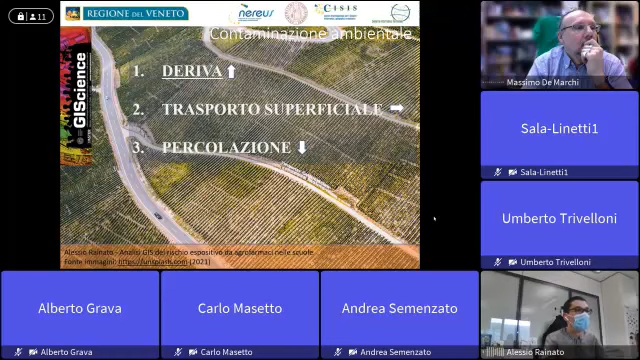 11
REGIONE DEL VENETO
nereus
CISIS
Contaminazione ambientale
GIScience
1. DERIVA
2. TRASPORTO SUPERFICIALE
3. PERCOLAZIONE
Alessio Rainato - Analisi GIS del rischio espositivo da agrofarmaci nelle scuole
Fonte immagini: https://unsplash.com (2021)
Massimo De Marchi
Sala-Linetti1
Sala-Linetti1
Umberto Trivelloni
Umberto Trivelloni
Alberto Grava
Alberto Grava
Carlo Masetto
Carlo Masetto
Andrea Semenzato
Andrea Semenzato
Alessio Rainato